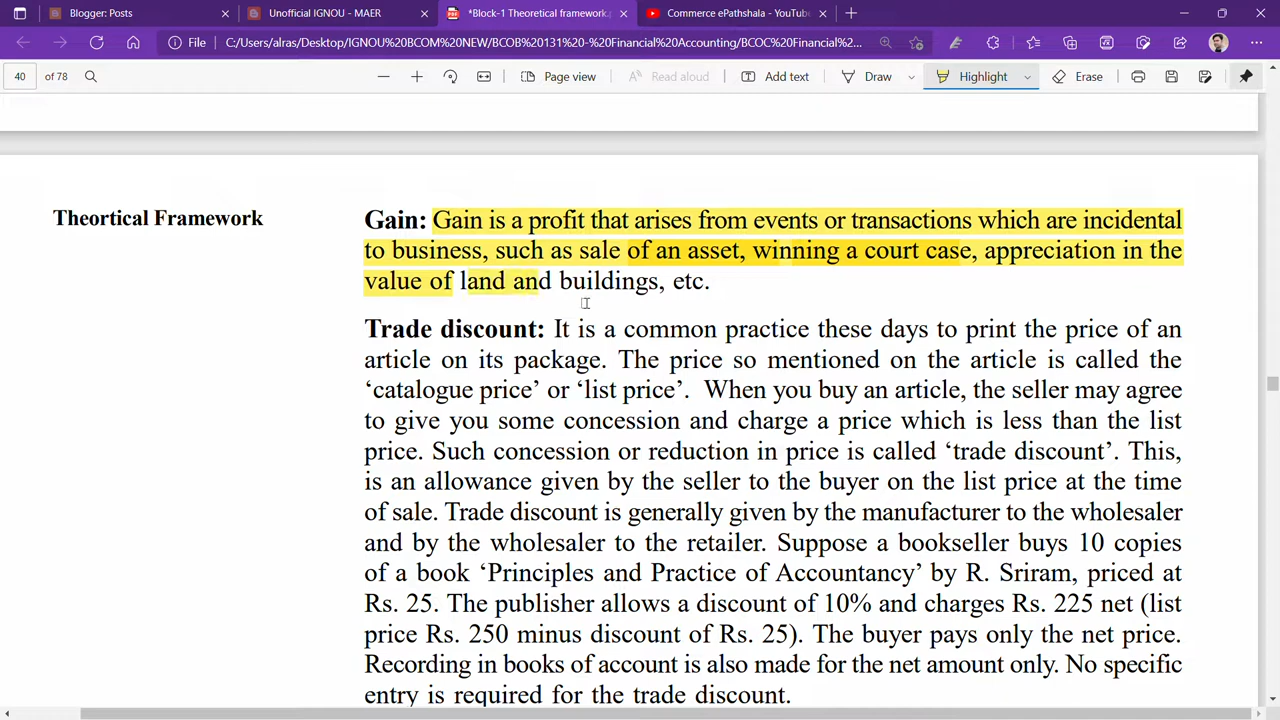 Blogger: Posts
Unofficial IGNOU - MAER
*Block-1 Theoretical framework.
Commerce ePathshala - YouTub
File
C:/Users/alras/Desktop/IGNOU%20BCOM%20NEW/BCOB%20131%20-%20Financial%20Accounting/BCOC%20Financial%2...
40 of 78
Page view
Read aloud
Add text
Draw
Highlight
Erase
Theortical Framework
Gain: Gain is a profit that arises from events or transactions which are incidental
to business, such as sale of an asset, winning a court case, appreciation in the
value of land and buildings, etc.
Trade discount: It is a common practice these days to print the price of an
article on its package. The price so mentioned on the article is called the
‘catalogue price’ or ‘list price’. When you buy an article, the seller may agree
to give you some concession and charge a price which is less than the list
price. Such concession or reduction in price is called ‘trade discount’. This,
is an allowance given by the seller to the buyer on the list price at the time
of sale. Trade discount is generally given by the manufacturer to the wholesaler
and by the wholesaler to the retailer. Suppose a bookseller buys 10 copies
of a book ‘Principles and Practice of Accountancy’ by R. Sriram, priced at
Rs. 25. The publisher allows a discount of 10% and charges Rs. 225 net (list
price Rs. 250 minus discount of Rs. 25). The buyer pays only the net price.
Recording in books of account is also made for the net amount only. No specific
entry is required for the trade discount.